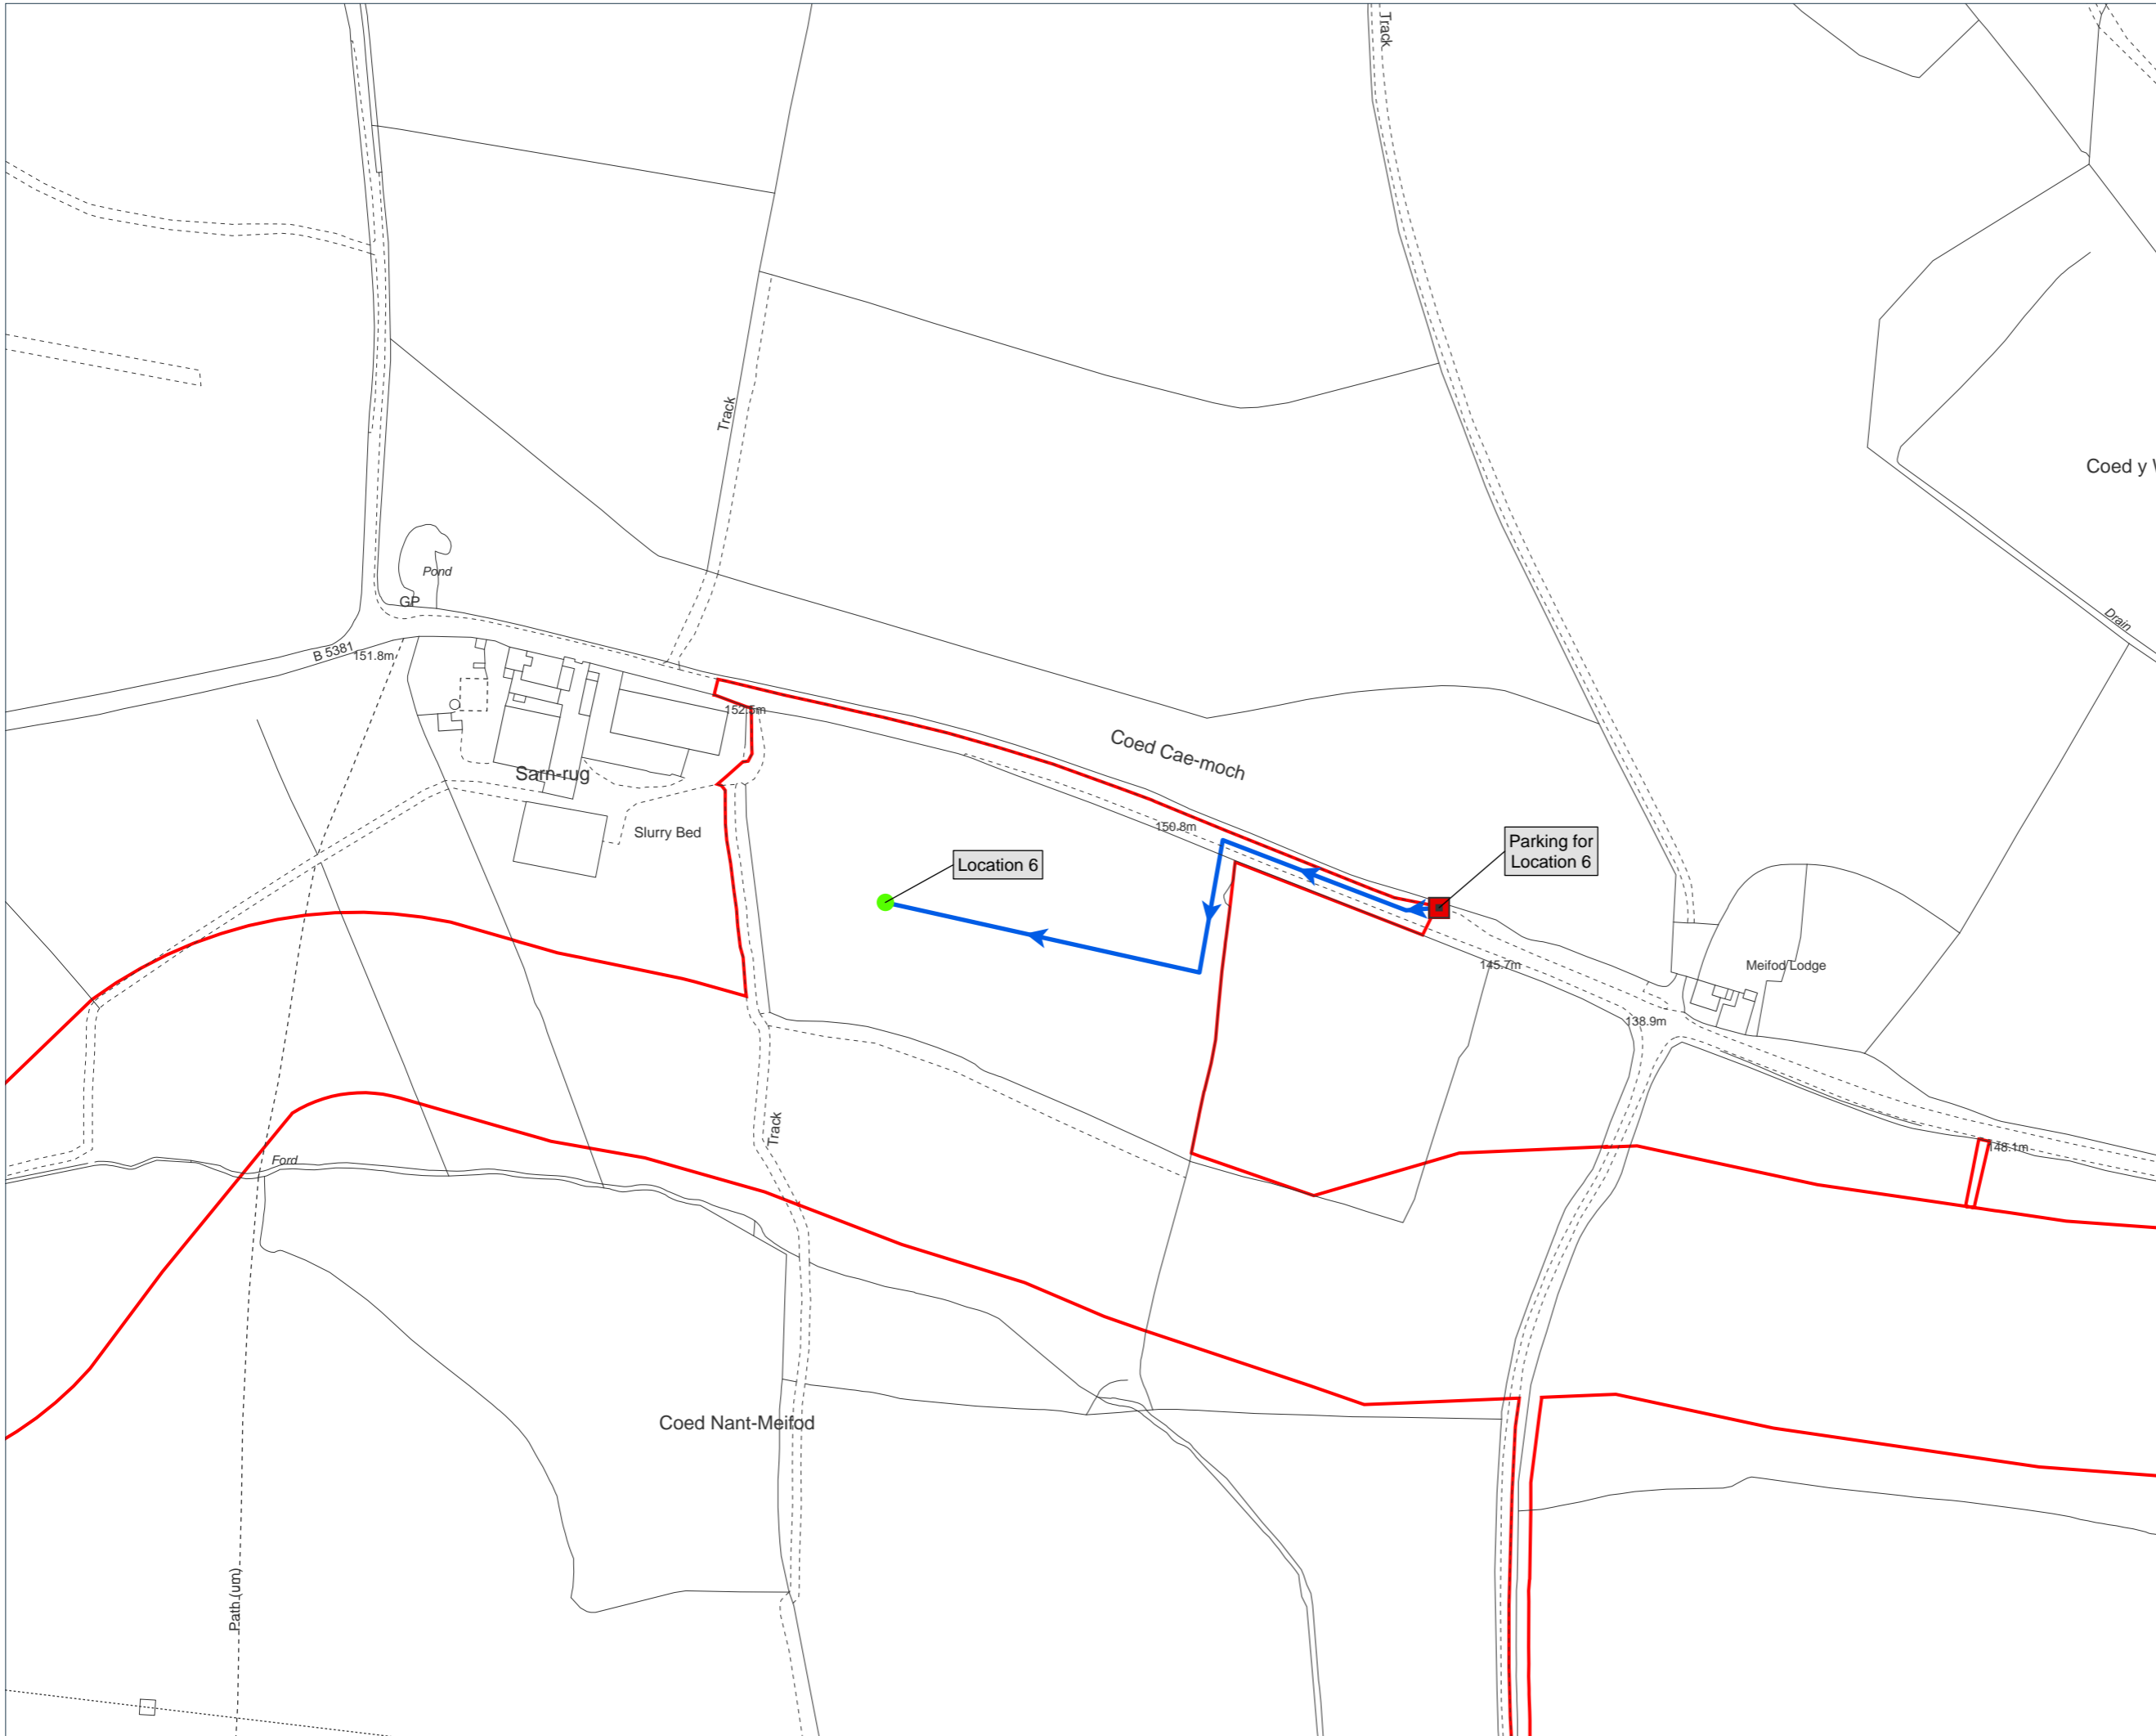 Track
Track
Coed y
Pond
GP
Drain
B 5381
151.8m
152.5m
Coed Cae-moch
Sarn-rug
Slurry Bed
150.8m
Parking for
Location 6
Location 6
145.7m
Meifod Lodge
138.9m
Track
Ford
148.1m
Coed Nant-Meifod
Path (um)